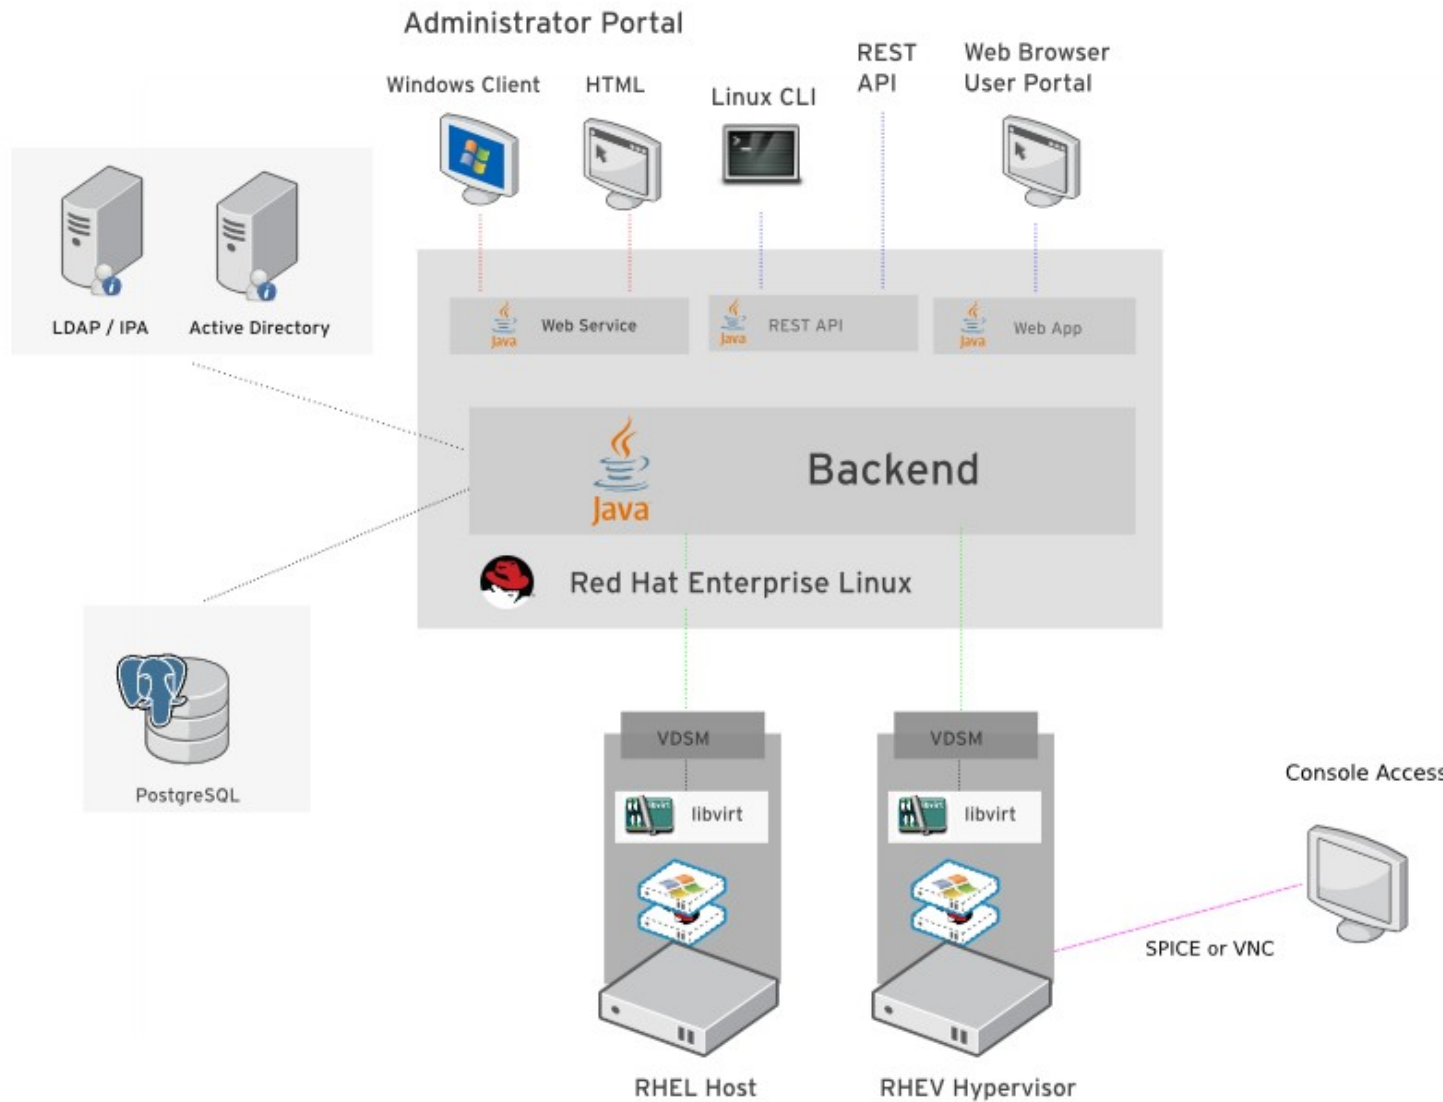 Administrator Portal
REST
API
Web Browser
User Portal
Windows Client
HTML
Linux CLI
LDAP / IPA
Active Directory
Java
Web Service
Java
REST API
Java
Web App
Java
Backend
Red Hat Enterprise Linux
PostgreSQL
VDSM
VDSM
libvirt
libvirt
Console Access
SPICE or VNC
RHEL Host
RHEV Hypervisor